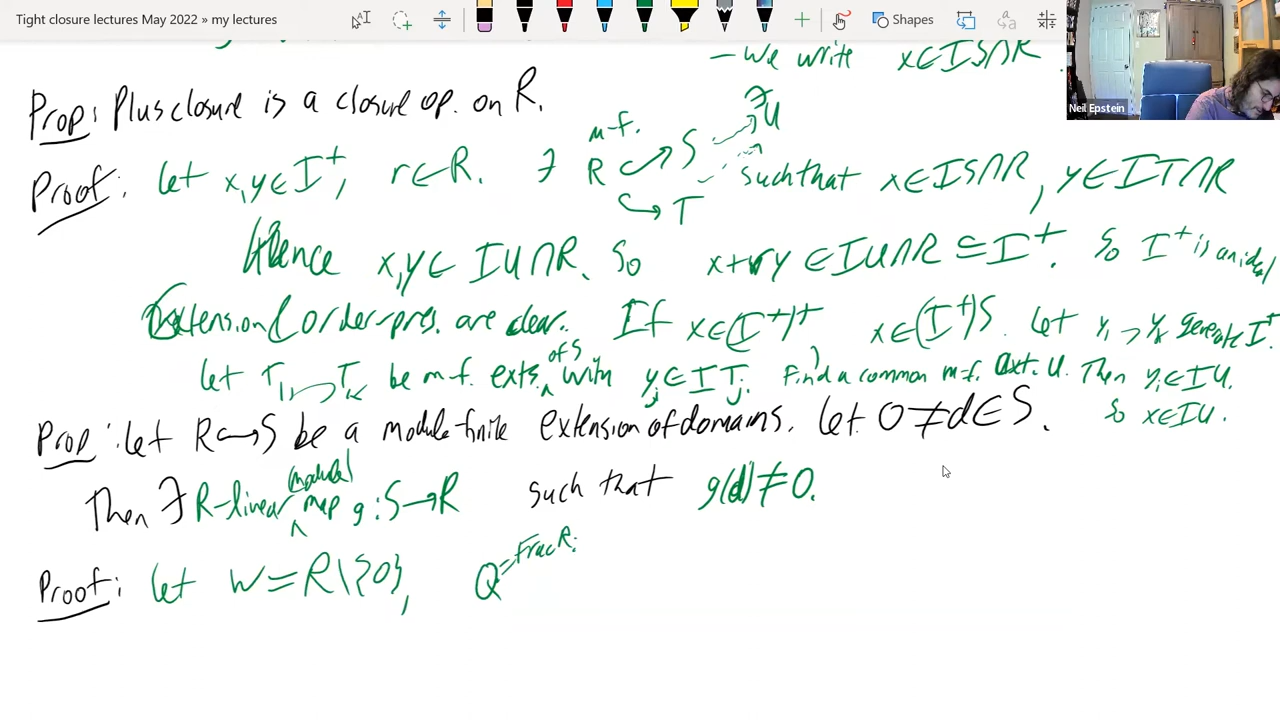 Tight closure lectures May 2022 » my lectures
Shapes
Neil Epstein
– We write x∈IS∩R.
Prop: Plus closure is a closure op. on R.
Proof: let x,y∈I⁺, r∈R. ∃ R↪S m.f. ↪T ∃U such that x∈IS∩R, y∈IT∩R
Hence x,y∈IU∩R. So x+ry∈IU∩R⊆I⁺. So I⁺ is an ideal
Extension & order-pres. are clear. If x∈(I⁺)⁺, x∈(I⁺)S. Let y₁,…,yₖ generate I⁺.
Let T₁,…,Tₖ be m.f. exts. of S with yⱼ∈ITⱼ. Find a common m.f. ext. U. Then yⱼ∈IU.
So x∈IU.
Prop: Let R↪S be a module-finite extension of domains. Let 0≠d∈S.
Then ∃ R-linear (module) map g: S→R such that g(d)≠0.
Proof: let W=R\{0}, Q=Frac R.